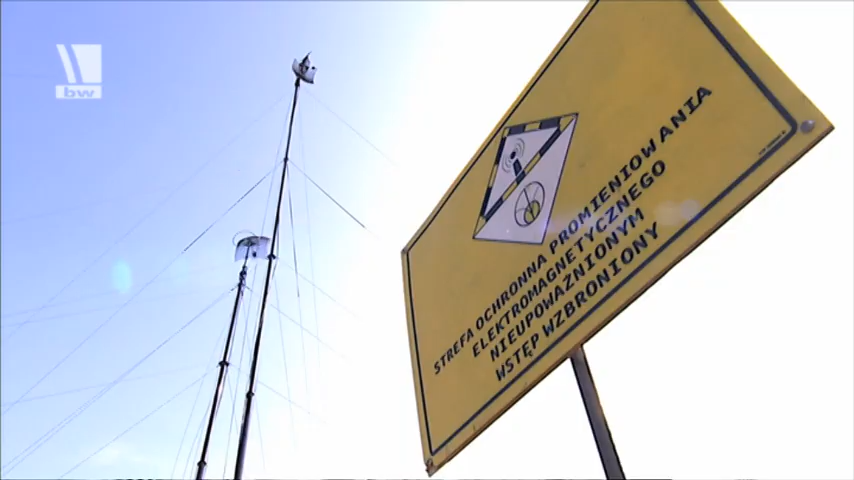 bw
STREFA OCHRONNA PROMIENIOWANIA
ELEKTROMAGNETYCZNEGO
NIEUPOWAŻNIONYM
WSTĘP WZBRONIONY